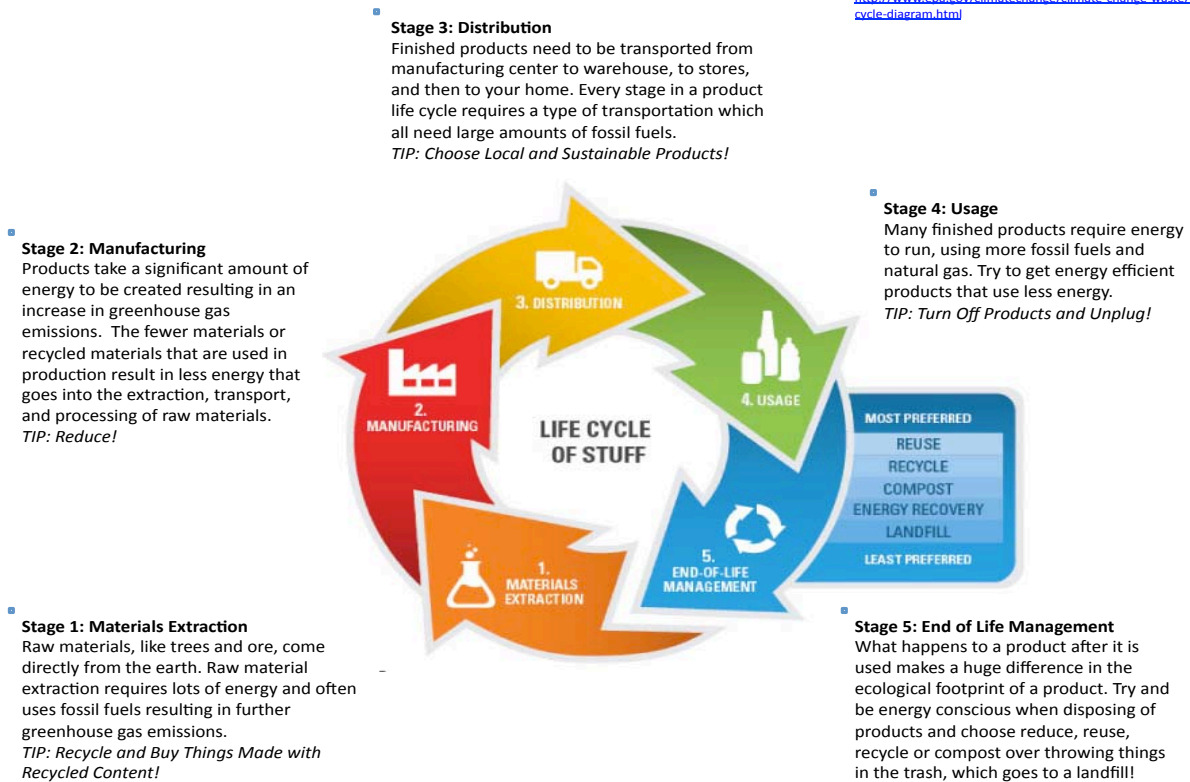 cycle-diagram.html
Stage 3: Distribution
Finished products need to be transported from
manufacturing center to warehouse, to stores,
and then to your home. Every stage in a product
life cycle requires a type of transportation which
all need large amounts of fossil fuels.
TIP: Choose Local and Sustainable Products!
Stage 4: Usage
Many finished products require energy
to run, using more fossil fuels and
natural gas. Try to get energy efficient
products that use less energy.
TIP: Turn Off Products and Unplug!
Stage 2: Manufacturing
Products take a significant amount of
energy to be created resulting in an
increase in greenhouse gas
emissions. The fewer materials or
recycled materials that are used in
production result in less energy that
goes into the extraction, transport,
and processing of raw materials.
TIP: Reduce!
3. DISTRIBUTION
4. USAGE
2.
MANUFACTURING
LIFE CYCLE
OF STUFF
MOST PREFERRED
REUSE
RECYCLE
COMPOST
ENERGY RECOVERY
LANDFILL
LEAST PREFERRED
1.
MATERIALS
EXTRACTION
5.
END-OF-LIFE
MANAGEMENT
Stage 1: Materials Extraction
Raw materials, like trees and ore, come
directly from the earth. Raw material
extraction requires lots of energy and often
uses fossil fuels resulting in further
greenhouse gas emissions.
TIP: Recycle and Buy Things Made with
Recycled Content!
Stage 5: End of Life Management
What happens to a product after it is
used makes a huge difference in the
ecological footprint of a product. Try and
be energy conscious when disposing of
products and choose reduce, reuse,
recycle or compost over throwing things
in the trash, which goes to a landfill!